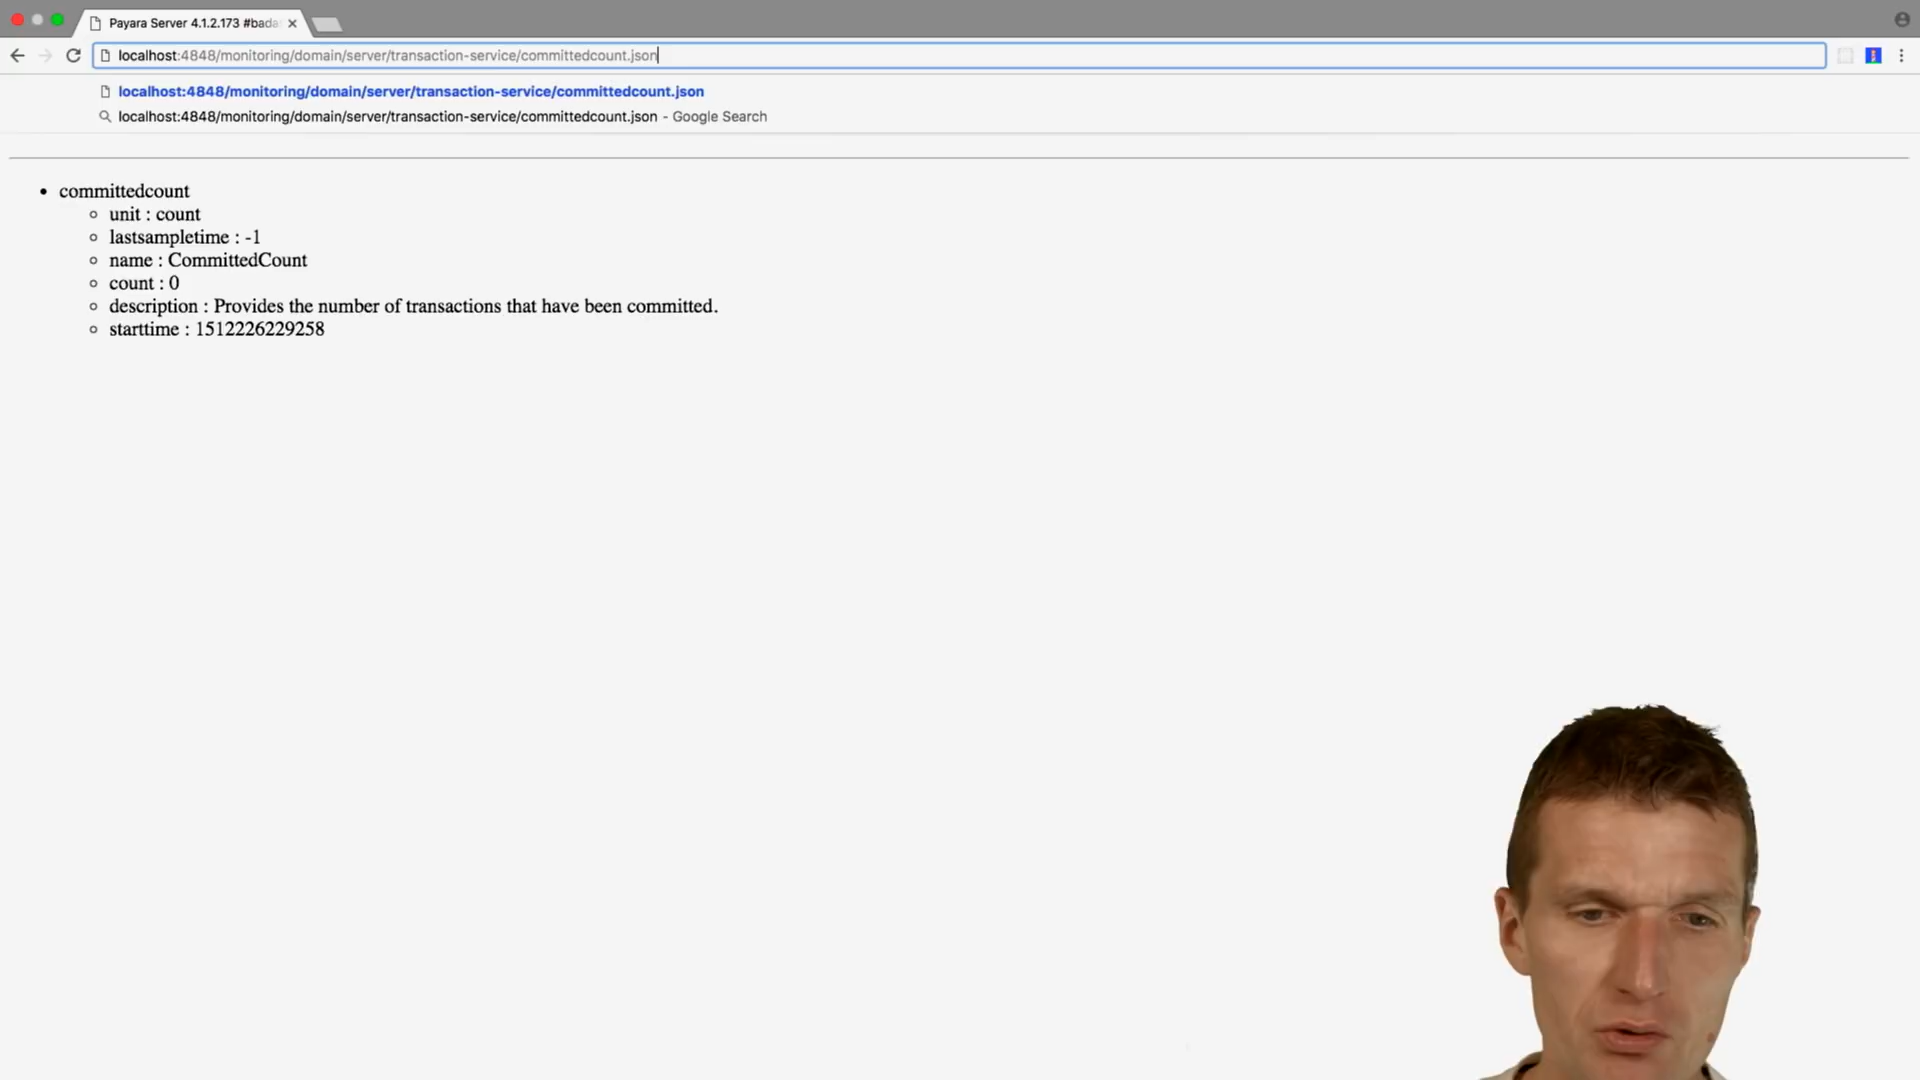 Payara Server 4.1.2.173 #bada
localhost:4848/monitoring/domain/server/transaction-service/committedcount.json
localhost:4848/monitoring/domain/server/transaction-service/committedcount.json
localhost:4848/monitoring/domain/server/transaction-service/committedcount.json - Google Search
committedcount
unit : count
lastsampletime : -1
name : CommittedCount
count : 0
description : Provides the number of transactions that have been committed.
starttime : 1512226229258